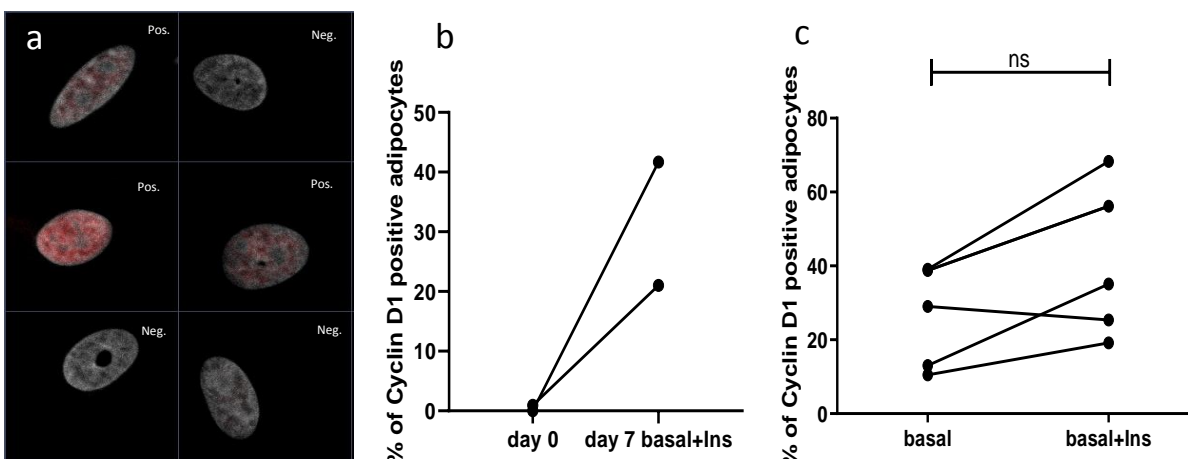 a
Pos.
Neg.
Pos.
Pos.
Neg.
Neg.
b
% of Cyclin D1 positive adipocytes
50
40
30
20
10
0
day 0
day 7 basal+Ins
c
ns
% of Cyclin D1 positive adipocytes
80
60
40
20
0
basal
basal+Ins